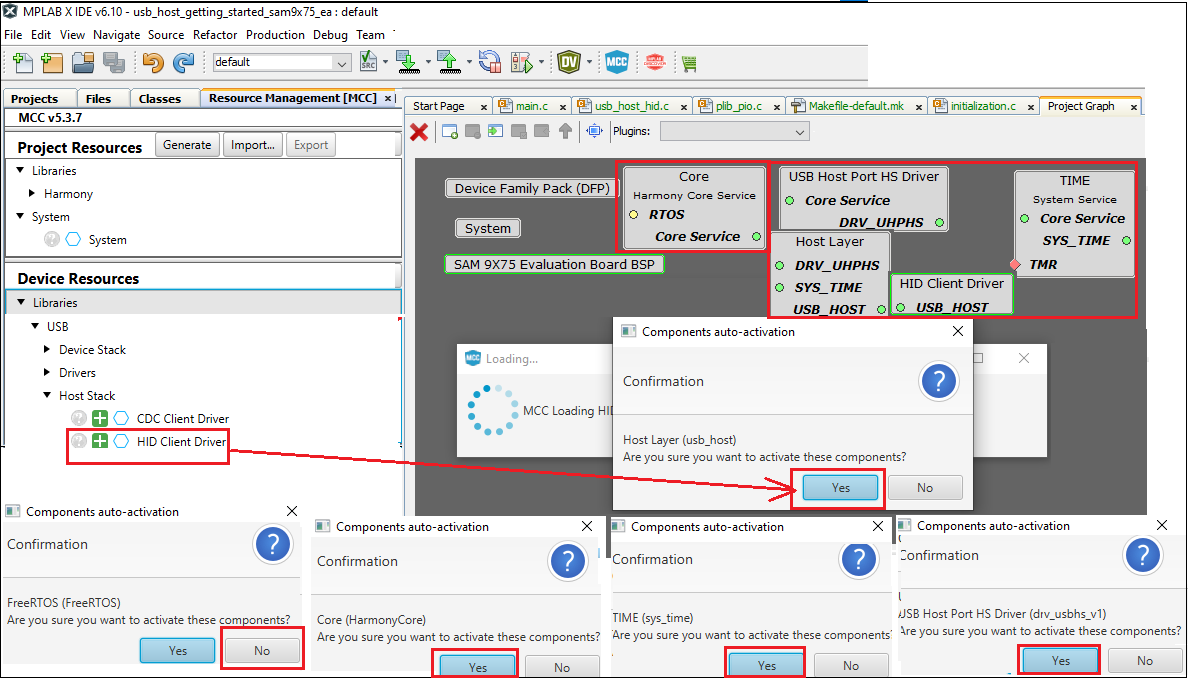 MPLAB X IDE v6.10 - usb_host_getting_started_sam9x75_ea : default
File Edit View Navigate Source Refactor Production Debug Team
default
SRC
DV
MCC
Projects Files Classes Resource Management [MCC] ×
MCC v5.3.7
Project Resources Generate Import... Export
Libraries
Harmony
System
System
Device Resources
Libraries
USB
Device Stack
Drivers
Host Stack
CDC Client Driver
HID Client Driver
Start Page main.c usb_host_hid.c plib_pio.c Makefile-default.mk initialization.c Project Graph
Plugins:
Device Family Pack (DFP)
System
SAM 9X75 Evaluation Board BSP
Core
Harmony Core Service
RTOS
Core Service
USB Host Port HS Driver
Core Service
DRV_UHPHS
Host Layer
DRV_UHPHS
SYS_TIME
USB_HOST
HID Client Driver
USB_HOST
TIME
System Service
Core Service
SYS_TIME
TMR
MCC Loading...
MCC Loading HID
Components auto-activation
Confirmation
Host Layer (usb_host)
Are you sure you want to activate these components?
Yes No
Components auto-activation
Confirmation
FreeRTOS (FreeRTOS)
Are you sure you want to activate these components?
Yes No
Components auto-activation
Confirmation
Core (HarmonyCore)
Are you sure you want to activate these components?
Yes No
Components auto-activation
Confirmation
TIME (sys_time)
Are you sure you want to activate these components?
Yes No
Components auto-activation
Confirmation
USB Host Port HS Driver (drv_usbhs_v1)
Are you sure you want to activate these components?
Yes No